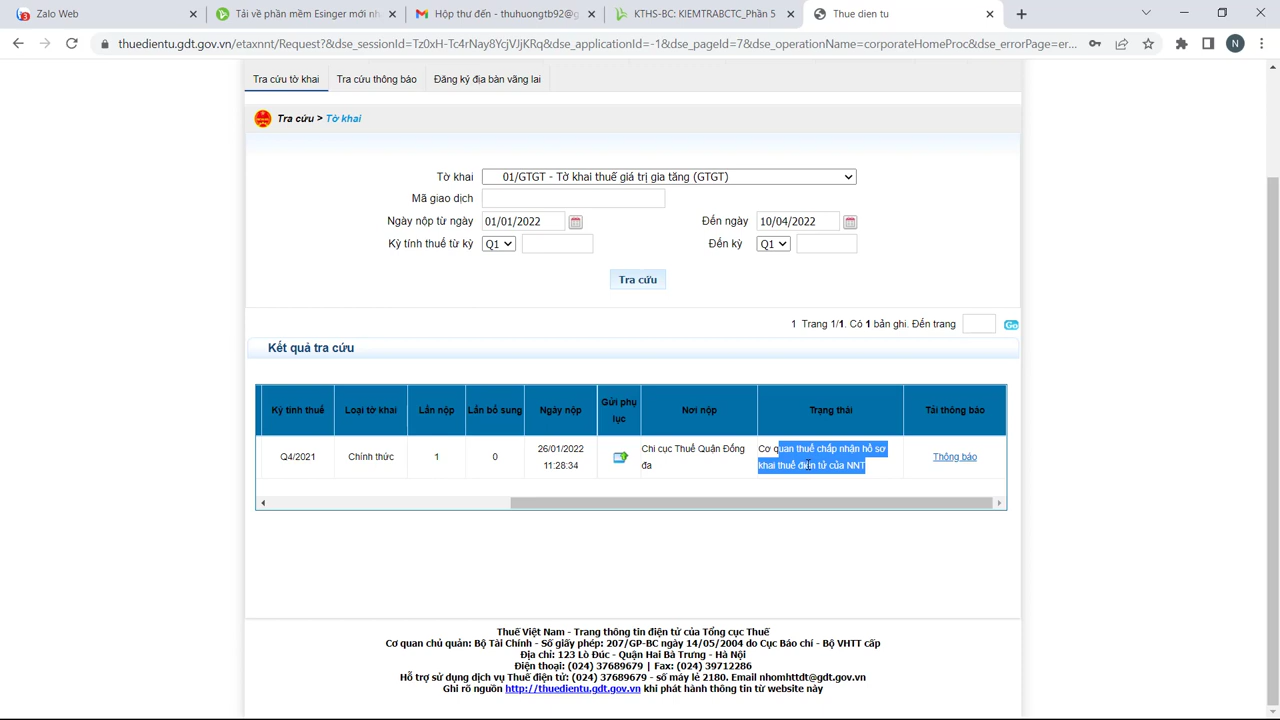 Zalo Web
Tải về phần mềm Esinger mới nh
Hộp thư đến - thuhuongtb92@g
KTHS-BC: KIEMTRABCTC_Phần 5
Thue dien tu
thuedientu.gdt.gov.vn/etaxnnt/Request?&dse_sessionId=Tz0xH-Tc4rNay8YcjVJjKRq&dse_applicationId=-1&dse_pageId=7&dse_operationName=corporateHomeProc&dse_errorPage=er...
N
Tra cứu tờ khai
Tra cứu thông báo
Đăng ký địa bàn vãng lai
Tra cứu > Tờ khai
Tờ khai 01/GTGT - Tờ khai thuế giá trị gia tăng (GTGT)
Mã giao dịch
Ngày nộp từ ngày 01/01/2022 Đến ngày 10/04/2022
Kỳ tính thuế từ kỳ Q1 Đến kỳ Q1
Tra cứu
1 Trang 1/1. Có 1 bản ghi. Đến trang Go
Kết quả tra cứu
Kỳ tính thuế
Loại tờ khai
Lần nộp
Lần bổ sung
Ngày nộp
Gửi phụ
lục
Nơi nộp
Trạng thái
Tải thông báo
Q4/2021
Chính thức
1
0
26/01/2022
11:28:34
Chi cục Thuế Quận Đống
đa
Cơ quan thuế chấp nhận hồ sơ
khai thuế điện tử của NNT
Thông báo
Thuế Việt Nam - Trang thông tin điện tử của Tổng cục Thuế
Cơ quan chủ quản: Bộ Tài Chính - Số giấy phép: 207/GP-BC ngày 14/05/2004 do Cục Báo chí - Bộ VHTT cấp
Địa chỉ: 123 Lò Đúc - Quận Hai Bà Trưng - Hà Nội
Điện thoại: (024) 37689679 | Fax: (024) 39712286
Hỗ trợ sử dụng dịch vụ Thuế điện tử: (024) 37689679 - số máy lẻ 2180. Email nhomhttdt@gdt.gov.vn
Ghi rõ nguồn http://thuedientu.gdt.gov.vn khi phát hành thông tin từ website này